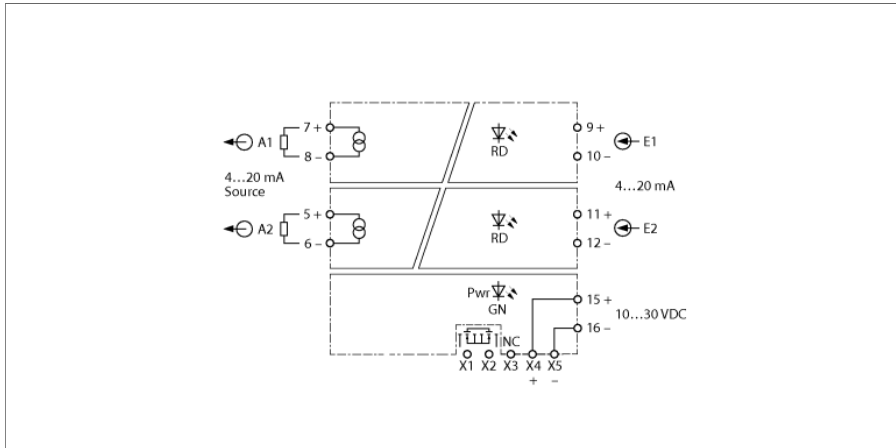 A1 7 + 9 + E1
8 – RD 10 –
4...20 mA
Source
4...20 mA
A2 5 + 11 + E2
6 – RD 12 –
Pwr 15 +
GN 10...30 VDC
16 –
NC
X1 X2 X3 X4 X5
+ –